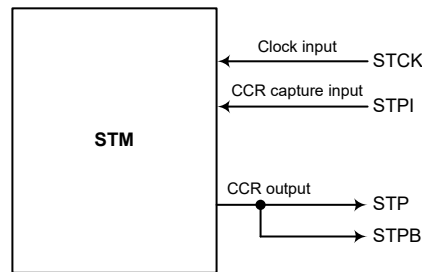 Clock input
STCK
CCR capture input
STPI
STM
CCR output
STP
STPB